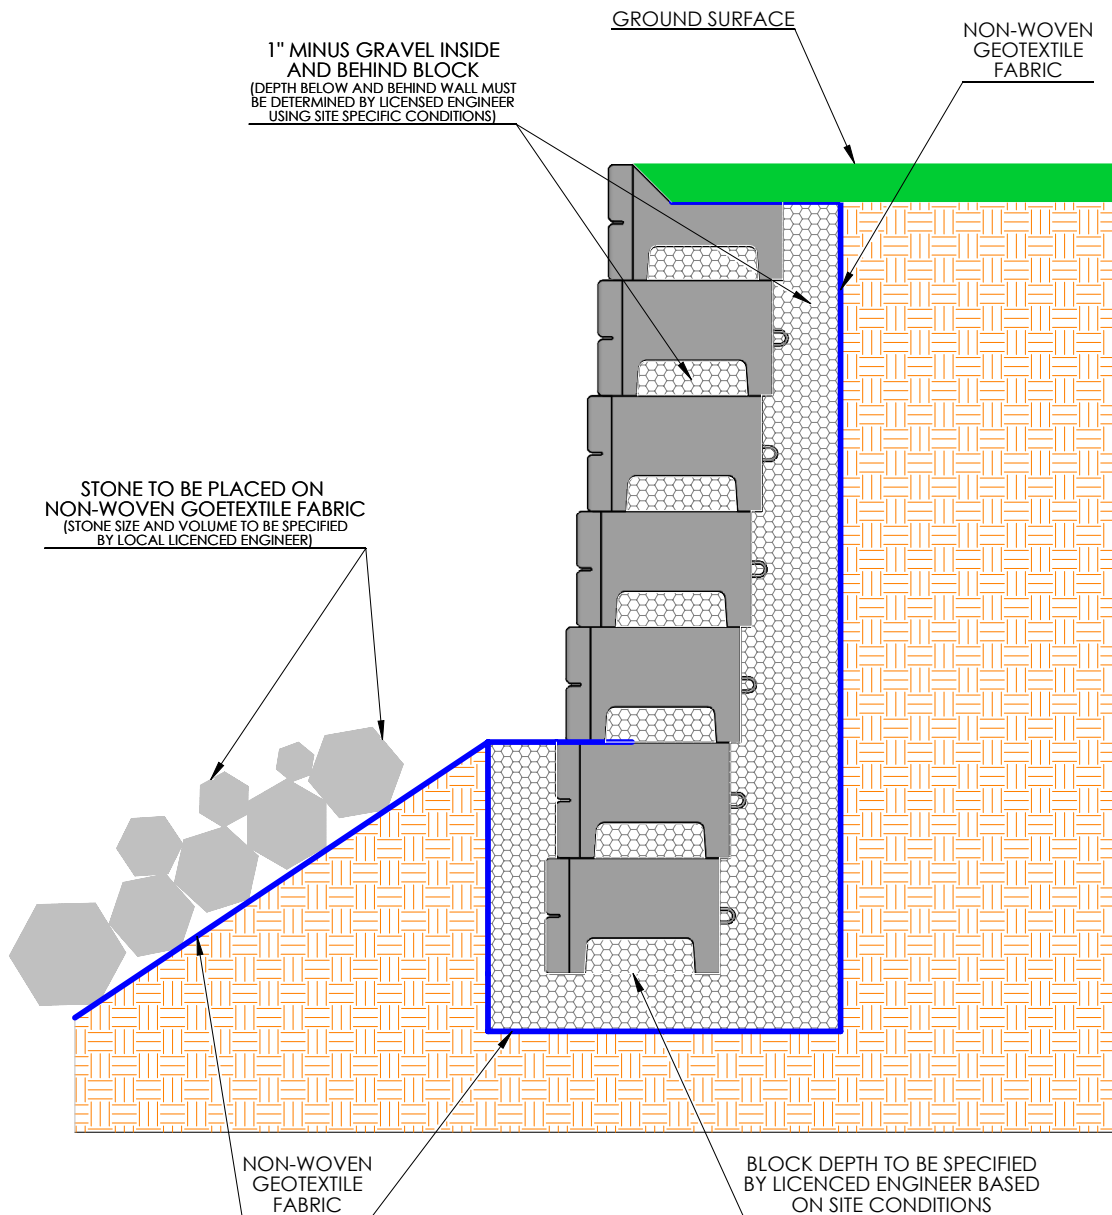 GROUND SURFACE
NON-WOVEN
GEOTEXTILE
FABRIC
1" MINUS GRAVEL INSIDE
AND BEHIND BLOCK
(DEPTH BELOW AND BEHIND WALL MUST
BE DETERMINED BY LICENSED ENGINEER
USING SITE SPECIFIC CONDITIONS)
STONE TO BE PLACED ON
NON-WOVEN GOETEXTILE FABRIC
(STONE SIZE AND VOLUME TO BE SPECIFIED
BY LOCAL LICENCED ENGINEER)
NON-WOVEN
GEOTEXTILE
FABRIC
BLOCK DEPTH TO BE SPECIFIED
BY LICENCED ENGINEER BASED
ON SITE CONDITIONS